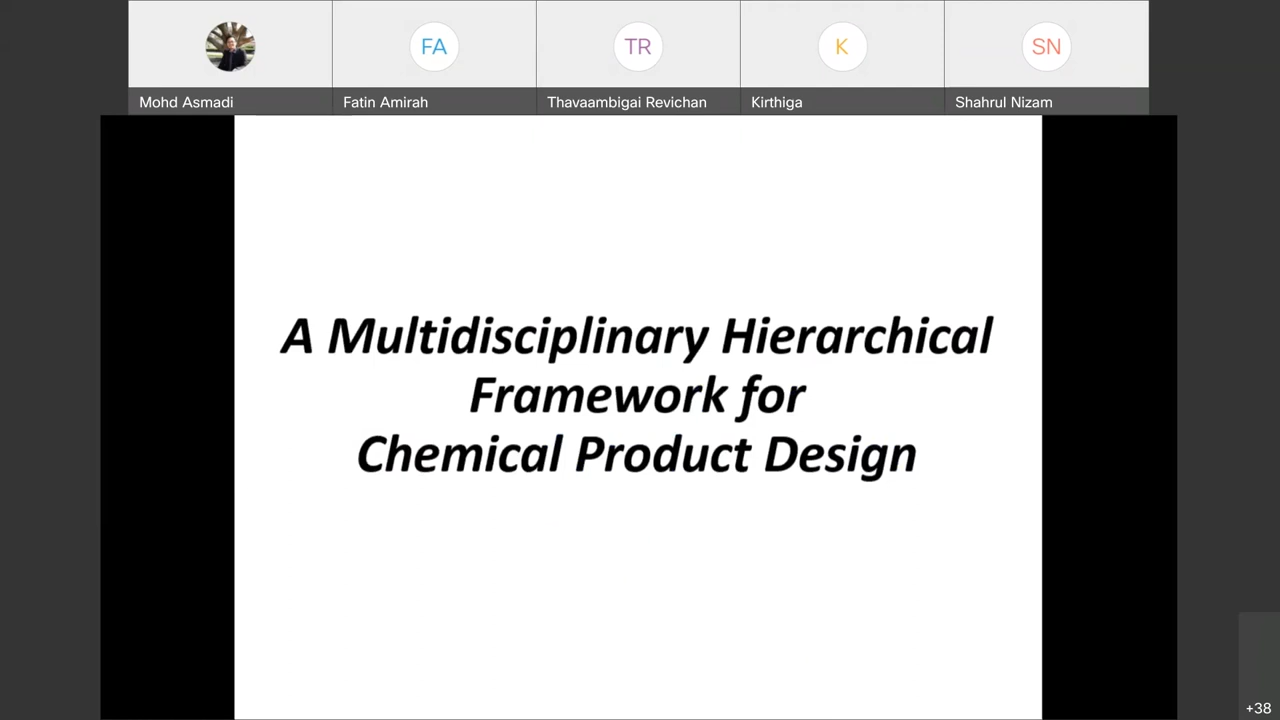 FA
TR
K
SN
Mohd Asmadi
Fatin Amirah
Thavaambigai Revichan
Kirthiga
Shahrul Nizam
A Multidisciplinary Hierarchical
Framework for
Chemical Product Design
+38